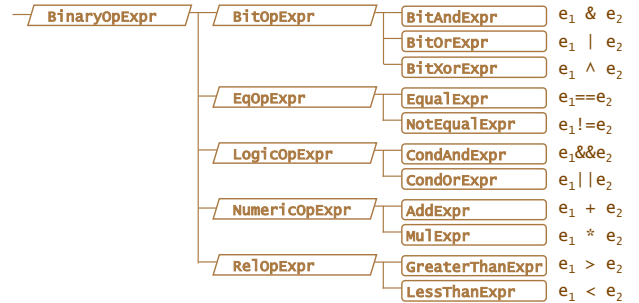 BinaryOpExpr BitOpExpr BitAndExpr e₁ & e₂
BitOrExpr e₁ | e₂
BitXorExpr e₁ ^ e₂
EqOpExpr EqualExpr e₁==e₂
NotEqualExpr e₁!=e₂
LogicOpExpr CondAndExpr e₁&&e₂
CondOrExpr e₁||e₂
NumericOpExpr AddExpr e₁ + e₂
MulExpr e₁ * e₂
RelOpExpr GreaterThanExpr e₁ > e₂
LessThanExpr e₁ < e₂